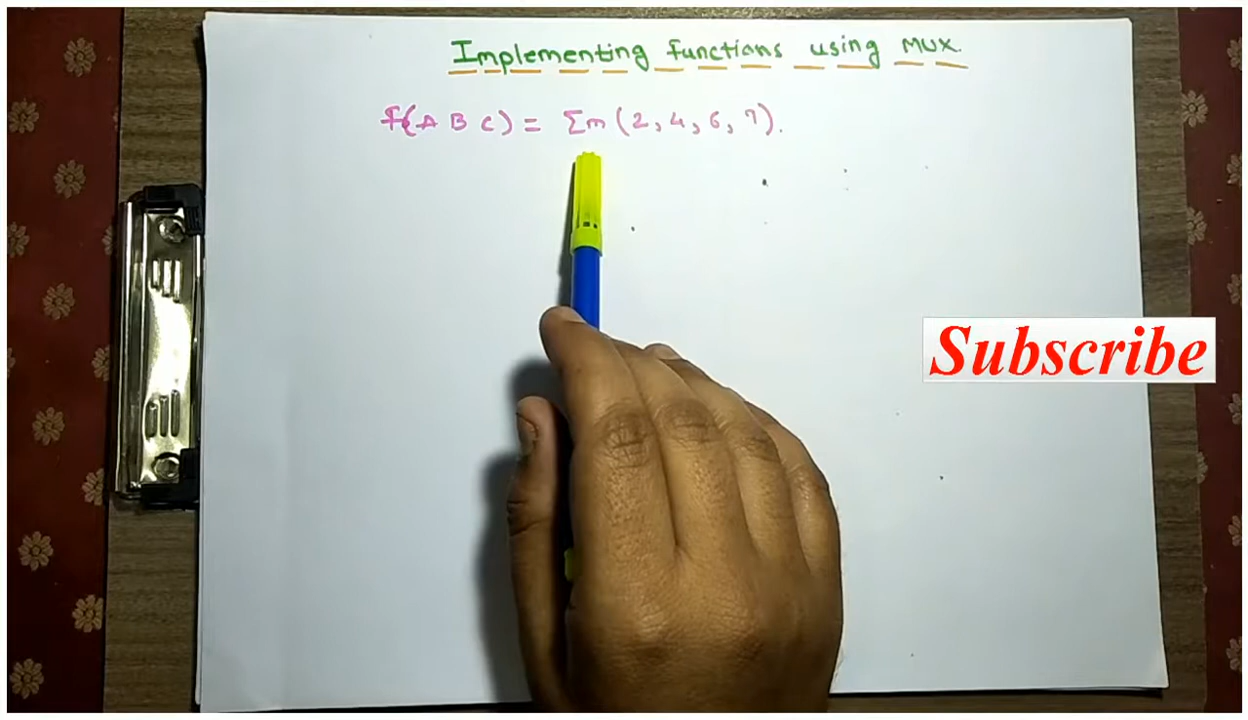 Implementing functions using MUX.
f(A B C) = Σm (2, 4, 6, 7).
Subscribe